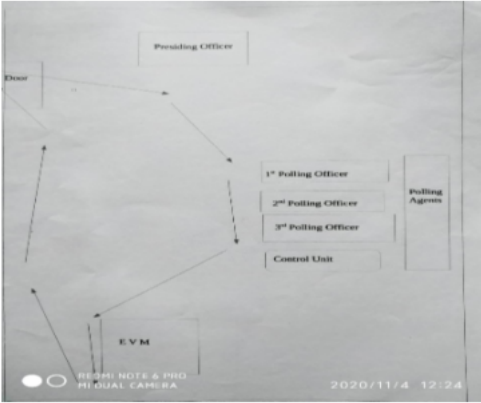 Presiding Officer
Door
1st Polling Officer
2nd Polling Officer
3rd Polling Officer
Control Unit
Polling
Agents
EVM
REDMI NOTE 6 PRO
MI DUAL CAMERA
2020/11/4 12:24